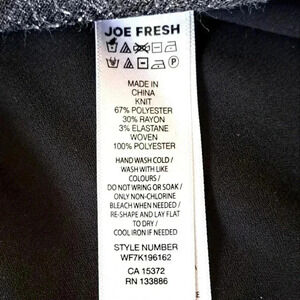 JOE FRESH
MADE IN
CHINA
KNIT
67% POLYESTER
30% RAYON
3% ELASTANE
WOVEN
100% POLYESTER
HAND WASH COLD /
WASH WITH LIKE
COLOURS /
DO NOT WRING OR SOAK /
ONLY NON-CHLORINE
BLEACH WHEN NEEDED /
RE-SHAPE AND LAY FLAT
TO DRY /
COOL IRON IF NEEDED
STYLE NUMBER
WF7K196162
CA 15372
RN 133886